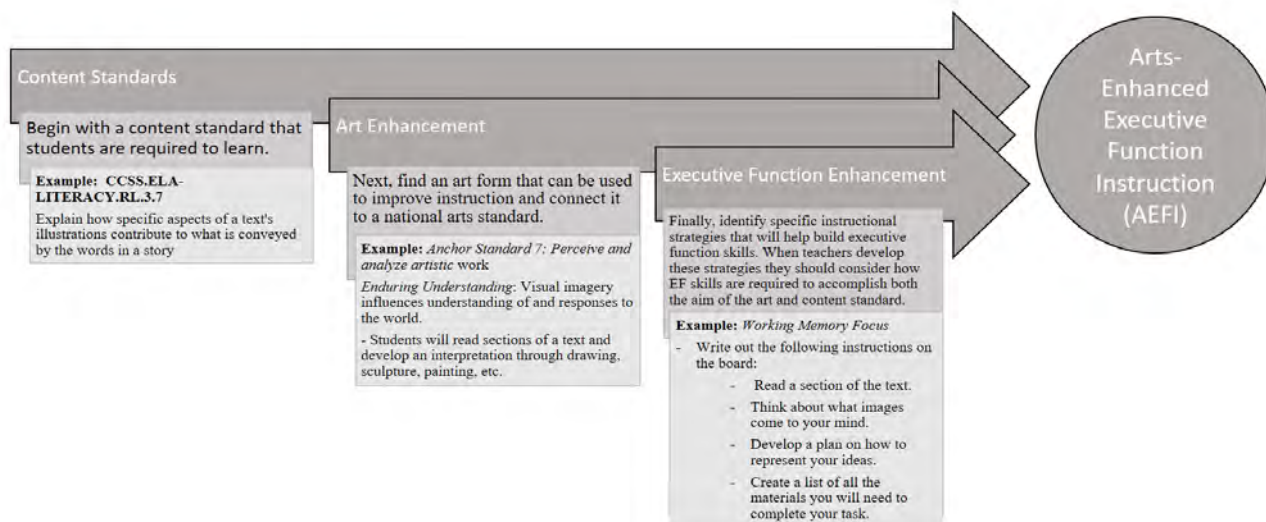 Content Standards
Begin with a content standard that
students are required to learn.
Example: CCSS.ELA-
LITERACY.RL.3.7
Explain how specific aspects of a text's
illustrations contribute to what is conveyed
by the words in a story
Art Enhancement
Next, find an art form that can be used
to improve instruction and connect it
to a national arts standard.
Example: Anchor Standard 7: Perceive and
analyze artistic work
Enduring Understanding: Visual imagery
influences understanding of and responses to
the world.
- Students will read sections of a text and
develop an interpretation through drawing,
sculpture, painting, etc.
Executive Function Enhancement
Finally, identify specific instructional
strategies that will help build executive
function skills. When teachers develop
these strategies they should consider how
EF skills are required to accomplish both
the aim of the art and content standard.
Example: Working Memory Focus
- Write out the following instructions on
the board:
- Read a section of the text.
- Think about what images
come to your mind.
- Develop a plan on how to
represent your ideas.
- Create a list of all the
materials you will need to
complete your task.
Arts-
Enhanced
Executive
Function
Instruction
(AEFI)